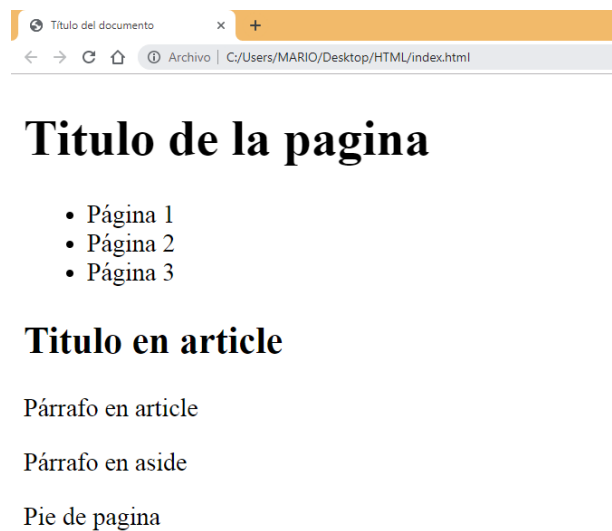 Título del documento
Archivo C:/Users/MARIO/Desktop/HTML/index.html
Titulo de la pagina
Página 1
Página 2
Página 3
Titulo en article
Párrafo en article
Párrafo en aside
Pie de pagina